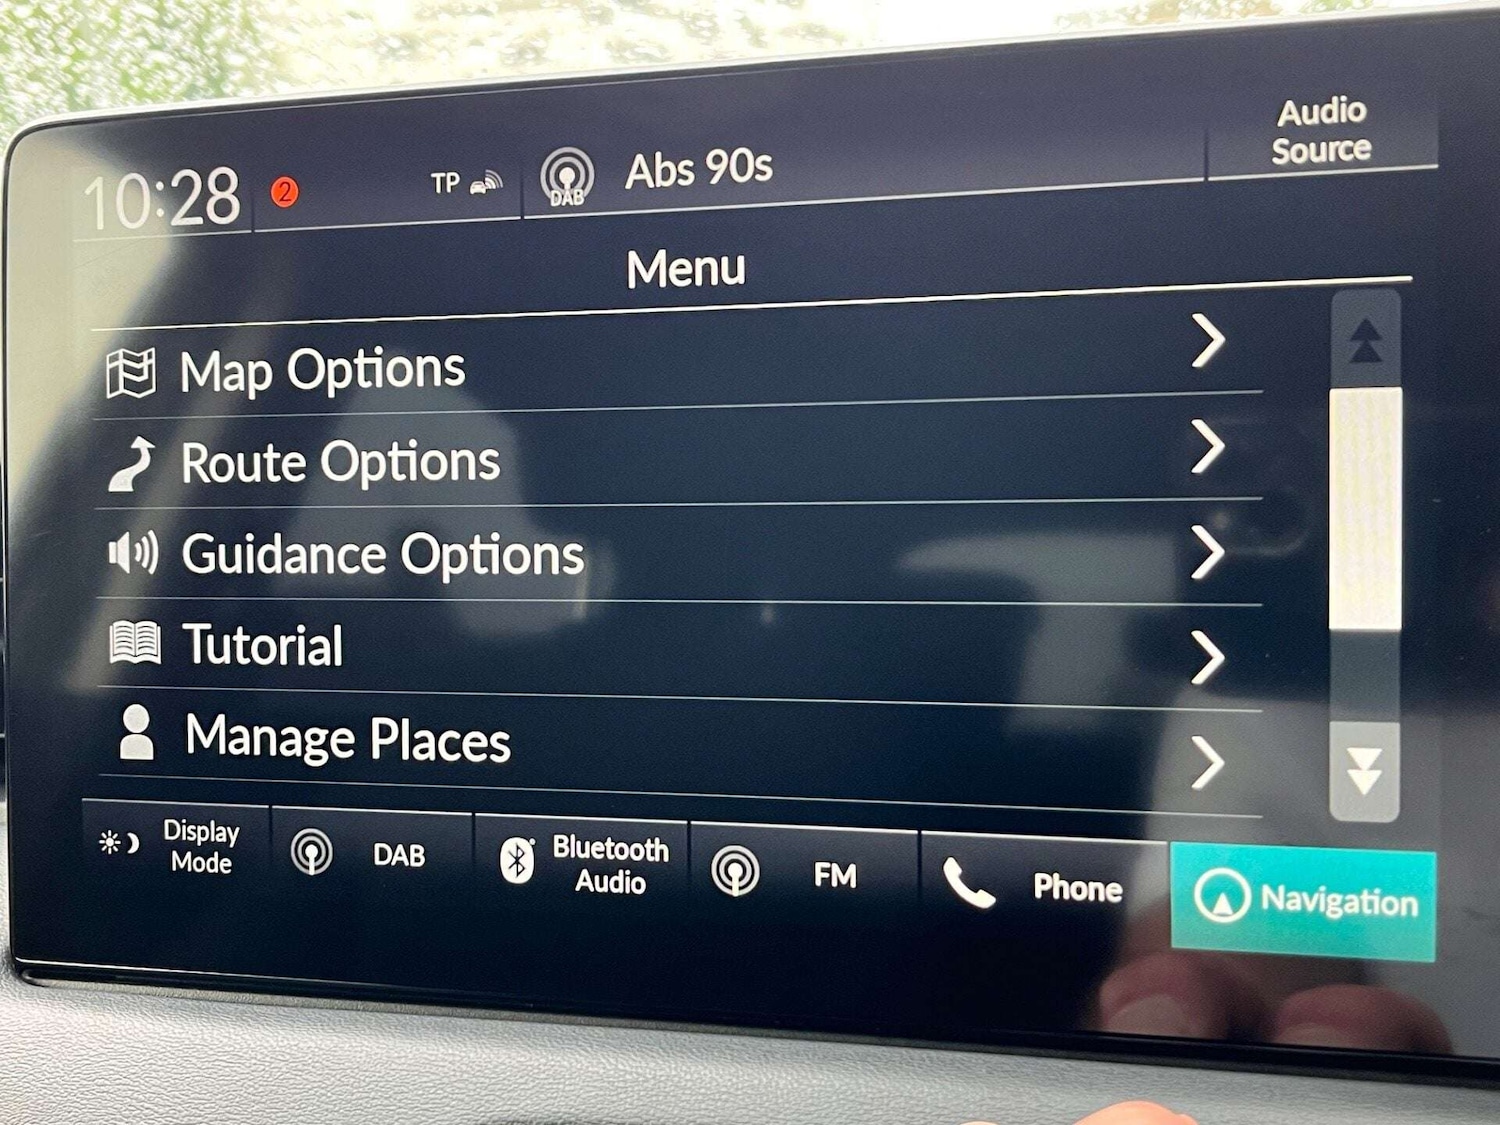 10:28
2
TP
DAB
Abs 90s
Audio
Source
Menu
Map Options
Route Options
Guidance Options
Tutorial
Manage Places
Display
Mode
DAB
Bluetooth
Audio
FM
Phone
Navigation